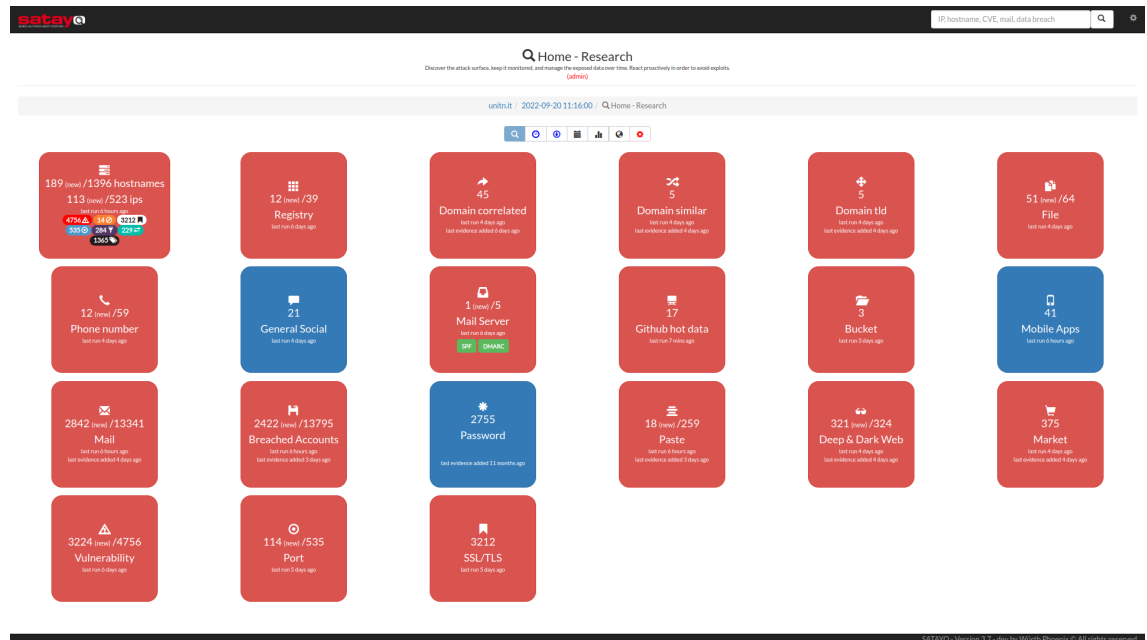 satayo
IP, hostname, CVE, mail, data breach
Home - Research
Discover the attack surface, keep it monitored, and manage the exposed data over time. React proactively in order to avoid exploits.
(admin)
unitn.it / 2022-09-20 11:16:00 / Home - Research
189 (new) /1396 hostnames
113 (new) /523 ips
last run 6 hours ago
4756 14 3212
535 284 229
1365
12 (new) /39
Registry
last run 6 days ago
45
Domain correlated
last run 4 days ago
last evidence added 6 days ago
5
Domain similar
last run 4 days ago
last evidence added 4 days ago
5
Domain tld
last run 4 days ago
last evidence added 4 days ago
51 (new) /64
File
last run 4 days ago
12 (new) /59
Phone number
last run 4 days ago
21
General Social
last run 4 days ago
1 (new) /5
Mail Server
last run 6 days ago
SPF DMARC
17
Github hot data
last run 7 mins ago
3
Bucket
last run 3 days ago
41
Mobile Apps
last run 6 hours ago
2842 (new) /13341
Mail
last run 6 hours ago
last evidence added 4 days ago
2422 (new) /13795
Breached Accounts
last run 6 hours ago
last evidence added 3 days ago
2755
Password
last evidence added 11 months ago
18 (new) /259
Paste
last run 6 hours ago
last evidence added 3 days ago
321 (new) /324
Deep & Dark Web
last run 4 days ago
last evidence added 4 days ago
375
Market
last run 4 days ago
last evidence added 4 days ago
3224 (new) /4756
Vulnerability
last run 6 days ago
114 (new) /535
Port
last run 5 days ago
3212
SSL/TLS
last run 5 days ago
SATAYO - Version 3.7 - dev by Würth Phoenix © All rights reserved